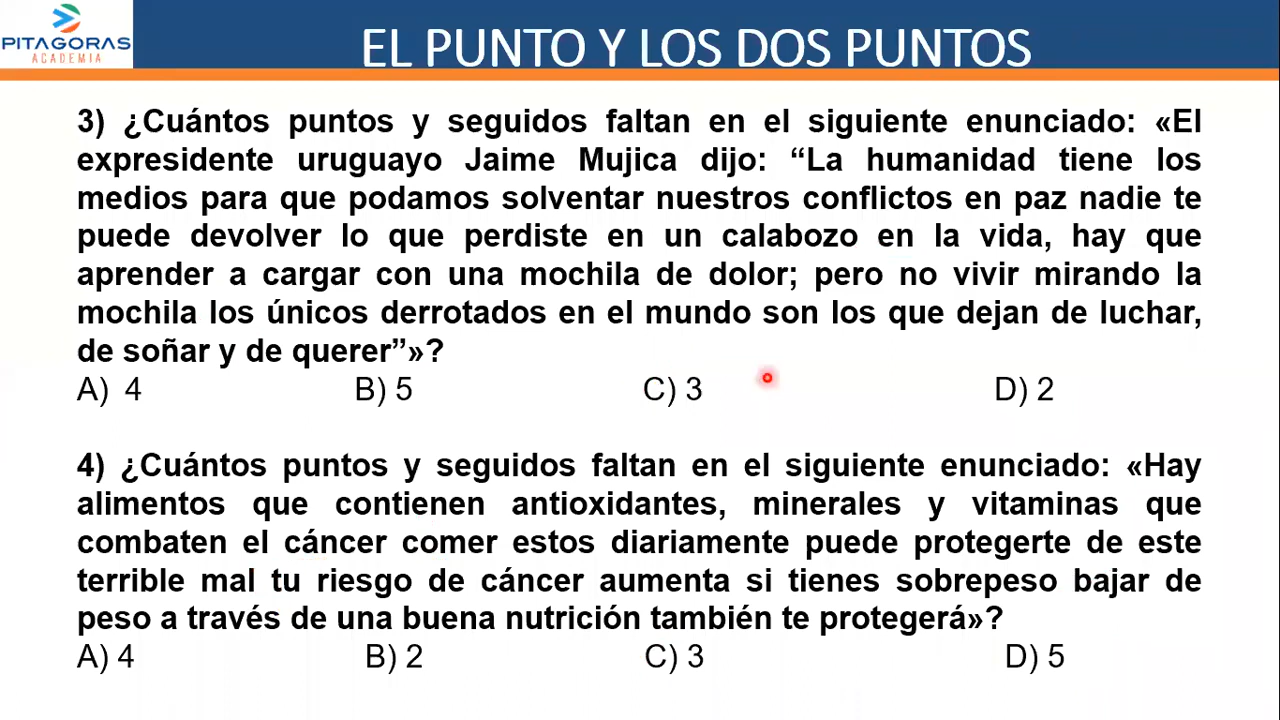 PITAGORAS
ACADEMIA
EL PUNTO Y LOS DOS PUNTOS
3) ¿Cuántos puntos y seguidos faltan en el siguiente enunciado: «El
expresidente uruguayo Jaime Mujica dijo: “La humanidad tiene los
medios para que podamos solventar nuestros conflictos en paz nadie te
puede devolver lo que perdiste en un calabozo en la vida, hay que
aprender a cargar con una mochila de dolor; pero no vivir mirando la
mochila los únicos derrotados en el mundo son los que dejan de luchar,
de soñar y de querer”»?
A) 4 B) 5 C) 3 D) 2
4) ¿Cuántos puntos y seguidos faltan en el siguiente enunciado: «Hay
alimentos que contienen antioxidantes, minerales y vitaminas que
combaten el cáncer comer estos diariamente puede protegerte de este
terrible mal tu riesgo de cáncer aumenta si tienes sobrepeso bajar de
peso a través de una buena nutrición también te protegerá»?
A) 4 B) 2 C) 3 D) 5